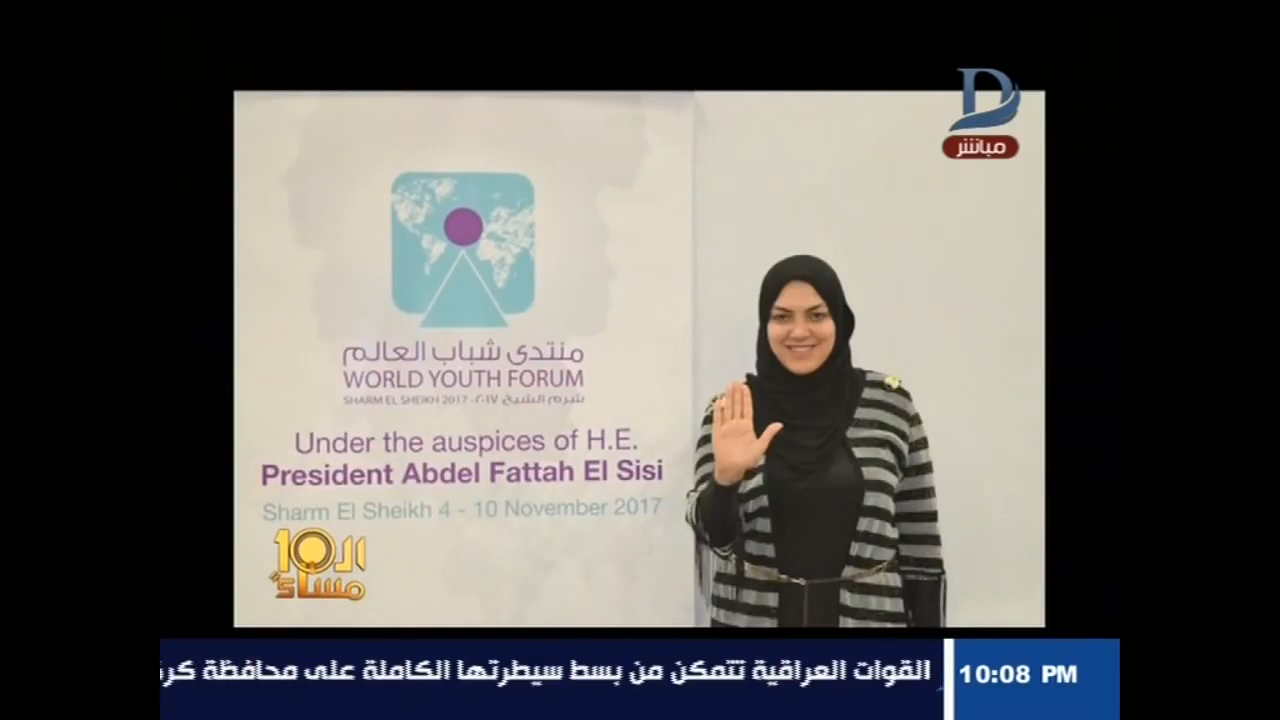 D
مباشر
منتدى شباب العالم
WORLD YOUTH FORUM
SHARM EL SHEIKH 2017 - ٢٠١٧ شرم الشيخ
Under the auspices of H.E.
President Abdel Fattah El Sisi
Sharm El Sheikh 4 - 10 November 2017
الـ10
مساءً
القوات العراقية تتمكن من بسط سيطرتها الكاملة على محافظة
10:08 PM